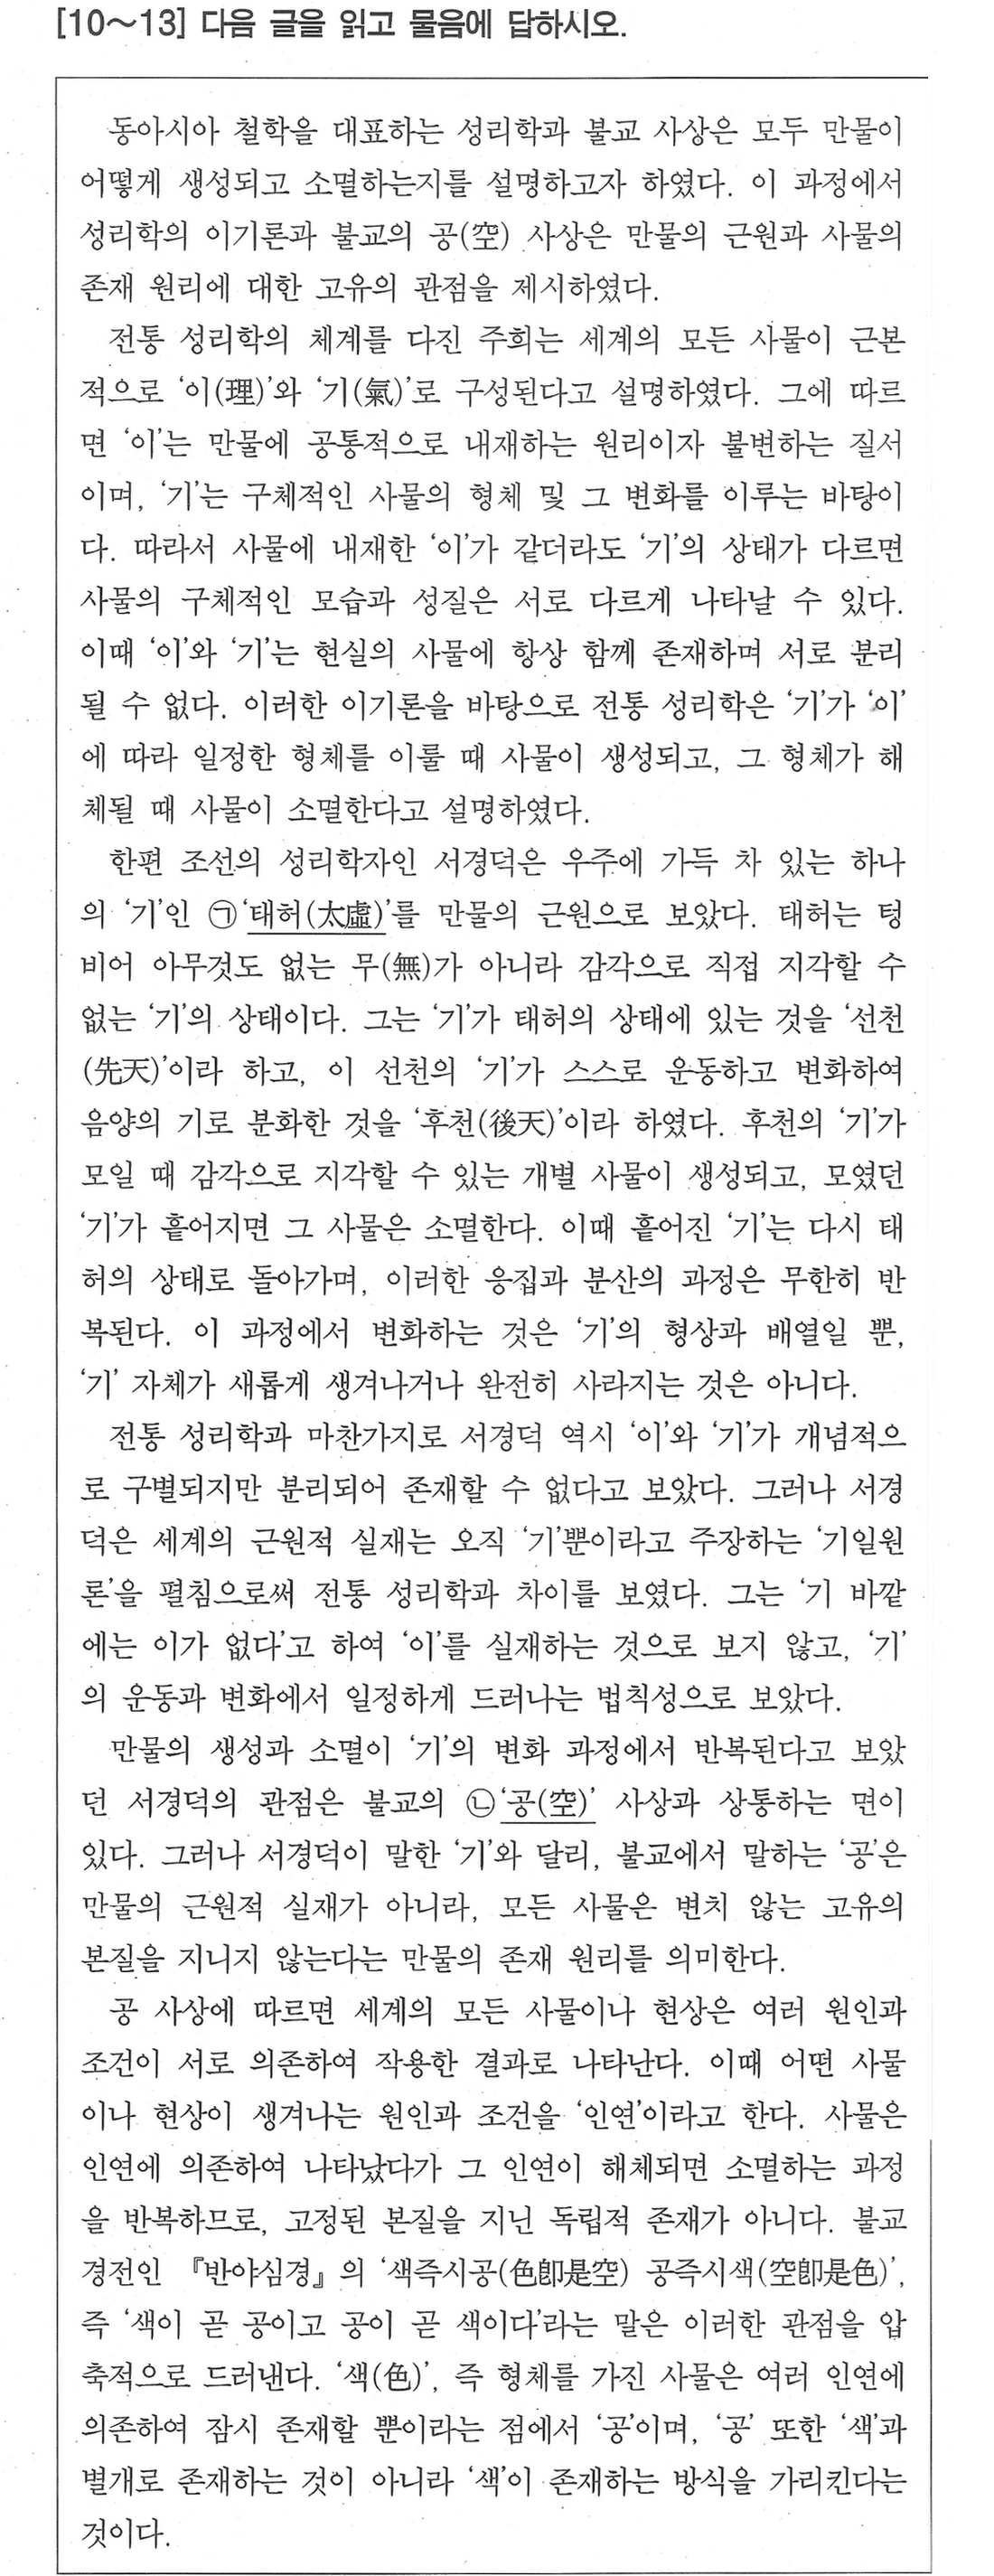 [10～13] 다음 글을 읽고 물음에 답하시오.
동아시아 철학을 대표하는 성리학과 불교 사상은 모두 만물이
어떻게 생성되고 소멸하는지를 설명하고자 하였다. 이 과정에서
성리학의 이기론과 불교의 공(空) 사상은 만물의 근원과 사물의
존재 원리에 대한 고유의 관점을 제시하였다.
전통 성리학의 체계를 다진 주희는 세계의 모든 사물이 근본
적으로 ‘이(理)’와 ‘기(氣)’로 구성된다고 설명하였다. 그에 따르
면 ‘이’는 만물에 공통적으로 내재하는 원리이자 불변하는 질서
이며, ‘기’는 구체적인 사물의 형체 및 그 변화를 이루는 바탕이
다. 따라서 사물에 내재한 ‘이’가 같더라도 ‘기’의 상태가 다르면
사물의 구체적인 모습과 성질은 서로 다르게 나타날 수 있다.
이때 ‘이’와 ‘기’는 현실의 사물에 항상 함께 존재하며 서로 분리
될 수 없다. 이러한 이기론을 바탕으로 전통 성리학은 ‘기’가 ‘이’
에 따라 일정한 형체를 이룰 때 사물이 생성되고, 그 형체가 해
체될 때 사물이 소멸한다고 설명하였다.
한편 조선의 성리학자인 서경덕은 우주에 가득 차 있는 하나
의 ‘기’인 ㉠‘태허(太虛)’를 만물의 근원으로 보았다. 태허는 텅
비어 아무것도 없는 무(無)가 아니라 감각으로 직접 지각할 수
없는 ‘기’의 상태이다. 그는 ‘기’가 태허의 상태에 있는 것을 ‘선천
(先天)’이라 하고, 이 선천의 ‘기’가 스스로 운동하고 변화하여
음양의 기로 분화한 것을 ‘후천(後天)’이라 하였다. 후천의 ‘기’가
모일 때 감각으로 지각할 수 있는 개별 사물이 생성되고, 모였던
‘기’가 흩어지면 그 사물은 소멸한다. 이때 흩어진 ‘기’는 다시 태
허의 상태로 돌아가며, 이러한 응집과 분산의 과정은 무한히 반
복된다. 이 과정에서 변화하는 것은 ‘기’의 형상과 배열일 뿐,
‘기’ 자체가 새롭게 생겨나거나 완전히 사라지는 것은 아니다.
전통 성리학과 마찬가지로 서경덕 역시 ‘이’와 ‘기’가 개념적으
로 구별되지만 분리되어 존재할 수 없다고 보았다. 그러나 서경
덕은 세계의 근원적 실재는 오직 ‘기’뿐이라고 주장하는 ‘기일원
론’을 펼침으로써 전통 성리학과 차이를 보였다. 그는 ‘기 바깥
에는 이가 없다’고 하여 ‘이’를 실재하는 것으로 보지 않고, ‘기’
의 운동과 변화에서 일정하게 드러나는 법칙성으로 보았다.
만물의 생성과 소멸이 ‘기’의 변화 과정에서 반복된다고 보았
던 서경덕의 관점은 불교의 ㉡‘공(空)’ 사상과 상통하는 면이
있다. 그러나 서경덕이 말한 ‘기’와 달리, 불교에서 말하는 ‘공’은
만물의 근원적 실재가 아니라, 모든 사물은 변치 않는 고유의
본질을 지니지 않는다는 만물의 존재 원리를 의미한다.
공 사상에 따르면 세계의 모든 사물이나 현상은 여러 원인과
조건이 서로 의존하여 작용한 결과로 나타난다. 이때 어떤 사물
이나 현상이 생겨나는 원인과 조건을 ‘인연’이라고 한다. 사물은
인연에 의존하여 나타났다가 그 인연이 해체되면 소멸하는 과정
을 반복하므로, 고정된 본질을 지닌 독립적 존재가 아니다. 불교
경전인 『반야심경』의 ‘색즉시공(色卽是空) 공즉시색(空卽是色)’,
즉 ‘색이 곧 공이고 공이 곧 색이다’라는 말은 이러한 관점을 압
축적으로 드러낸다. ‘색(色)’, 즉 형체를 가진 사물은 여러 인연에
의존하여 잠시 존재할 뿐이라는 점에서 ‘공’이며, ‘공’ 또한 ‘색’과
별개로 존재하는 것이 아니라 ‘색’이 존재하는 방식을 가리킨다는
것이다.